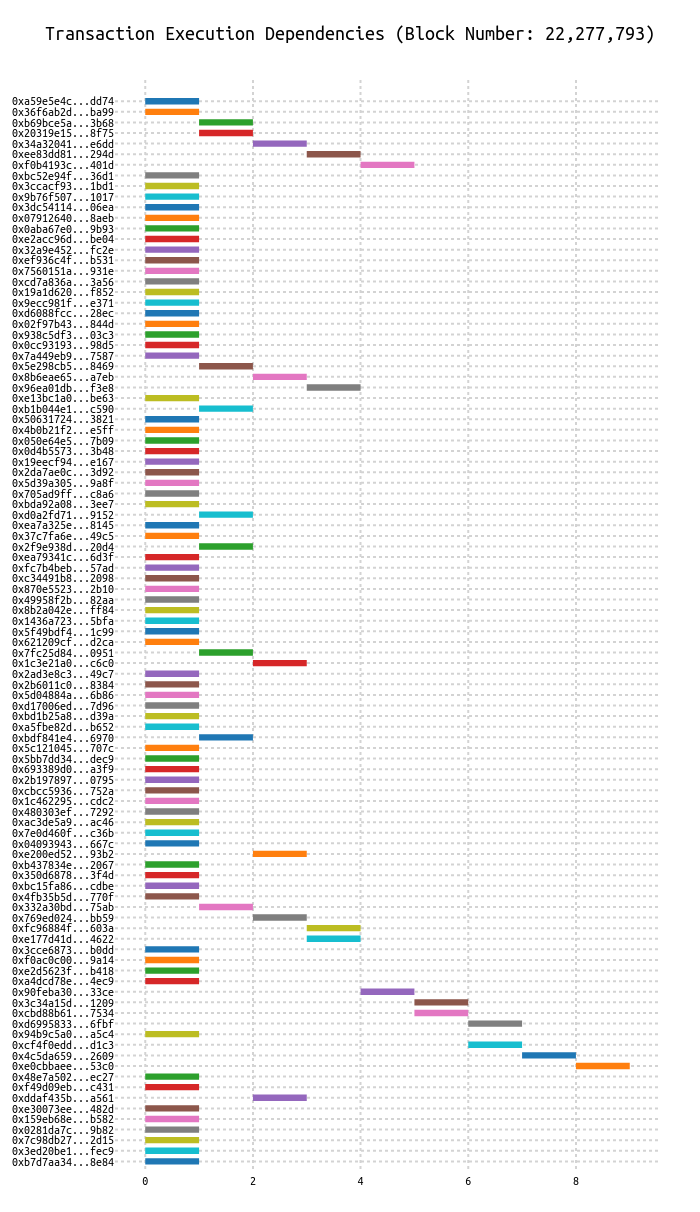 Transaction Execution Dependencies (Block Number: 22,277,793)
0xa59e5e4c...dd74
0x36f6ab2d...ba99
0xb69bce5a...3b68
0x20319e15...8f75
0x34a32041...e6dd
0xee83dd81...294d
0xf0b4193c...401d
0xbc52e94f...36d1
0x3ccacf93...1bd1
0x9b76f507...1017
0x3dc54114...06ea
0x07912640...8aeb
0x0aba67e0...9b93
0xe2acc96d...be04
0x32a9e452...fc2e
0xef936c4f...b531
0x7560151a...931e
0xcd7a836a...3a56
0x19a1d620...f852
0x9ecc981f...e371
0xd6088fcc...28ec
0x02f97b43...844d
0x938c5df3...03c3
0x0cc93193...98d5
0x7a449eb9...7587
0x5e298cb5...8469
0x8b6eae65...a7eb
0x96ea01db...f3e8
0xe13bc1a0...be63
0xb1b044e1...c590
0x50631724...3821
0x4b0b21f2...e5ff
0x050e64e5...7b09
0x0d4b5573...3b48
0x19eecf94...e167
0x2da7ae0c...3d92
0x5d39a305...9a8f
0x705ad9ff...c8a6
0xbda92a08...3ee7
0xd0a2fd71...9152
0xea7a325e...8145
0x37c7fa6e...49c5
0x2f9e938d...20d4
0xea79341c...6d3f
0xfc7b4beb...57ad
0xc34491b8...2098
0x870e5523...2b10
0x49958f2b...82aa
0x8b2a042e...ff84
0x1436a723...5bfa
0x5f49bdf4...1c99
0x621209cf...d2ca
0x7fc25d84...0951
0x1c3e21a0...c6c0
0x2ad3e8c3...49c7
0x2b6011c0...8384
0x5d04884a...6b86
0xd17006ed...7d96
0xbd1b25a8...d39a
0xa5fbe82d...b652
0xbdf841e4...6970
0x5c121045...707c
0x5bb7dd34...dec9
0x693389d0...a3f9
0x2b197897...0795
0xcbcc5936...752a
0x1c462295...cdc2
0x480303ef...7292
0xac3de5a9...ac46
0x7e0d460f...c36b
0x04093943...667c
0xe200ed52...93b2
0xb437834e...2067
0x350d6878...3f4d
0xbc15fa86...cdbe
0x4fb35b5d...770f
0x332a30bd...75ab
0x769ed024...bb59
0xfc96884f...603a
0xe177d41d...4622
0x3cce6873...b0dd
0xf0ac0c00...9a14
0xe2d5623f...b418
0xa4dcd78e...4ec9
0x90feba30...33ce
0x3c34a15d...1209
0xcbd88b61...7534
0xd6995833...6fbf
0x94b9c5a0...a5c4
0xcf4f0edd...d1c3
0x4c5da659...2609
0xe0cbbaee...53c0
0x48e7a502...ec27
0xf49d09eb...c431
0xddaf435b...a561
0xe30073ee...482d
0x159eb68e...b582
0x0281da7c...9b82
0x7c98db27...2d15
0x3ed20be1...fec9
0xb7d7aa34...8e84
0 2 4 6 8